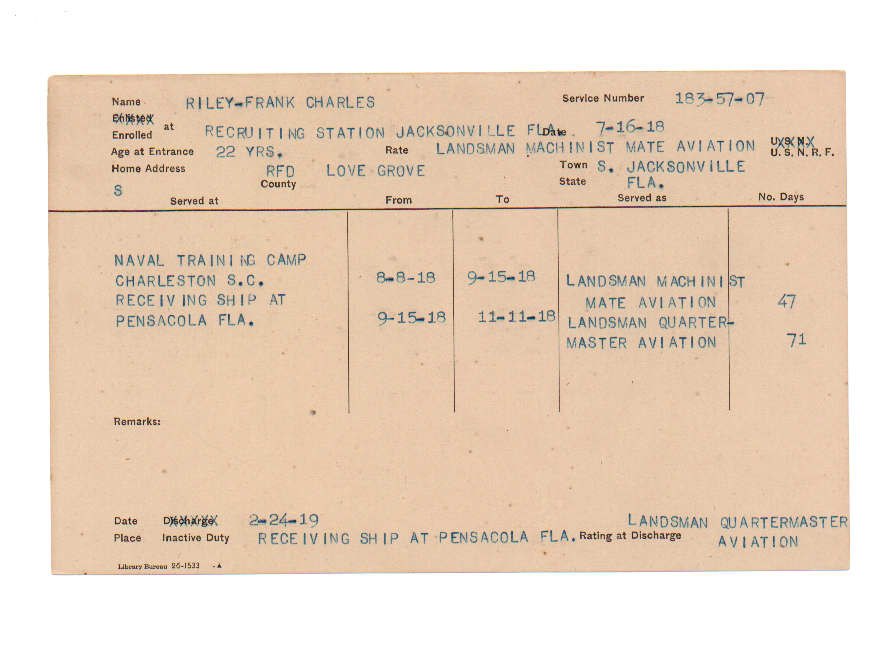 Name RILEY-FRANK CHARLES Service Number 183-57-07
Enlisted
Enrolled at RECRUITING STATION JACKSONVILLE FLA. Date 7-16-18
Age at Entrance 22 YRS. Rate LANDSMAN MACHINIST MATE AVIATION U.S.N. U.S.N.R.F.
Home Address RFD LOVE GROVE Town S. JACKSONVILLE
S County State FLA.
Served at From To Served as No. Days
NAVAL TRAINING CAMP
CHARLESTON S.C. 8-8-18 9-15-18 LANDSMAN MACHINIST
RECEIVING SHIP AT MATE AVIATION 47
PENSACOLA FLA. 9-15-18 11-11-18 LANDSMAN QUARTER-
MASTER AVIATION 71
Remarks:
Date Discharge 2-24-19 LANDSMAN QUARTERMASTER
Place Inactive Duty RECEIVING SHIP AT PENSACOLA FLA. Rating at Discharge AVIATION
Library Bureau 26-1533 -A